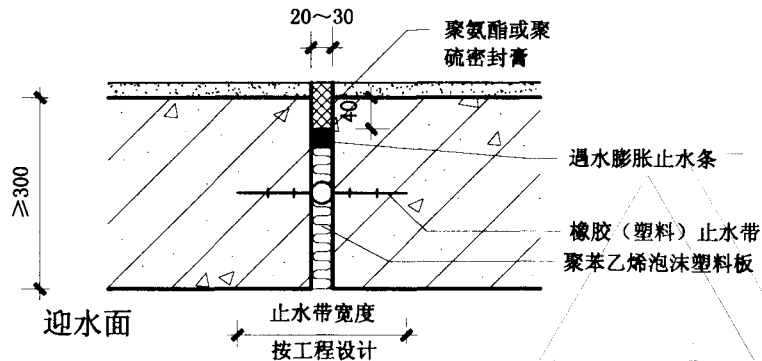 20～30
聚氨酯或聚
硫密封膏
40
≥300
遇水膨胀止水条
橡胶（塑料）止水带
聚苯乙烯泡沫塑料板
迎水面
止水带宽度
按工程设计